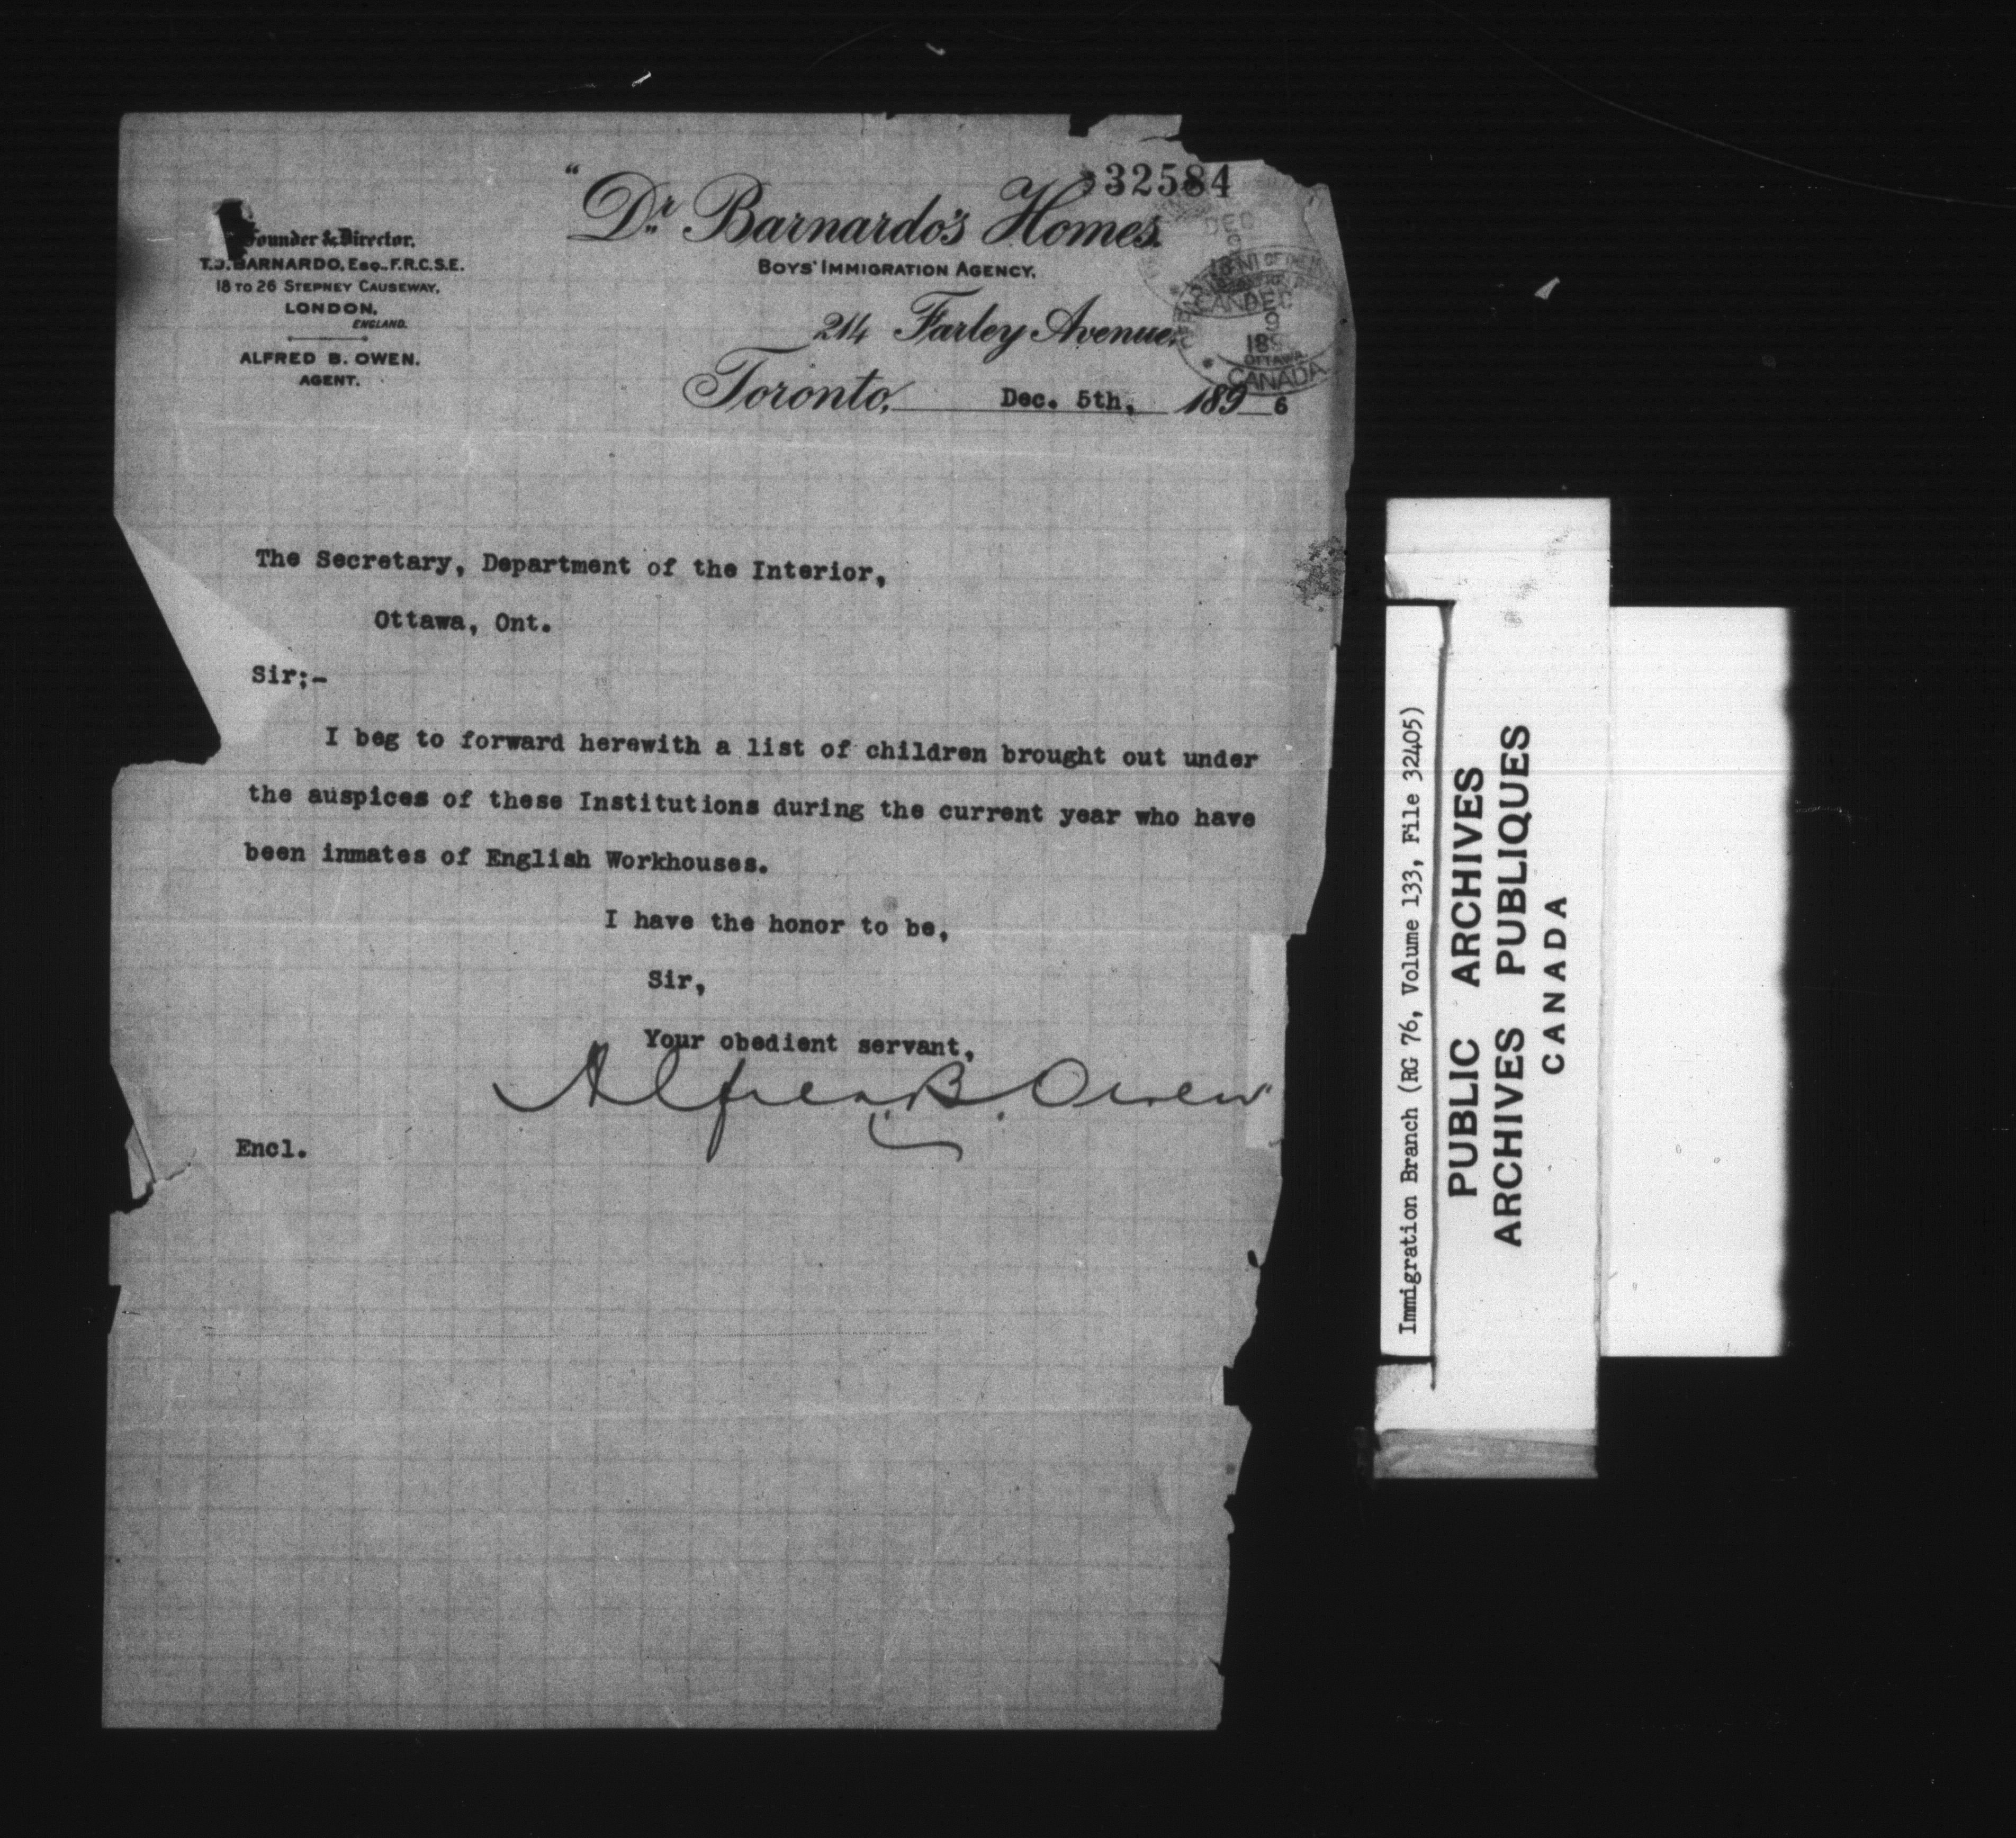 32584
"Dr. Barnardo's Homes.
Boys' Immigration Agency.
214 Farley Avenue,
Toronto, Dec. 5th, 1896
Founder & Director.
T.J. BARNARDO, Esq. F.R.C.S.E.
18 TO 26 STEPNEY CAUSEWAY,
LONDON,
ENGLAND.
ALFRED B. OWEN.
AGENT.
DEC
CANADA
DEC
9
189
OTTAWA
CANADA
The Secretary, Department of the Interior,
Ottawa, Ont.
Sir;-
I beg to forward herewith a list of children brought out under
the auspices of these Institutions during the current year who have
been inmates of English Workhouses.
I have the honor to be,
Sir,
Your obedient servant,
Alfred B. Owen
Encl.
Immigration Branch (RG 76, Volume 133, File 32405)
PUBLIC ARCHIVES
ARCHIVES PUBLIQUES
CANADA